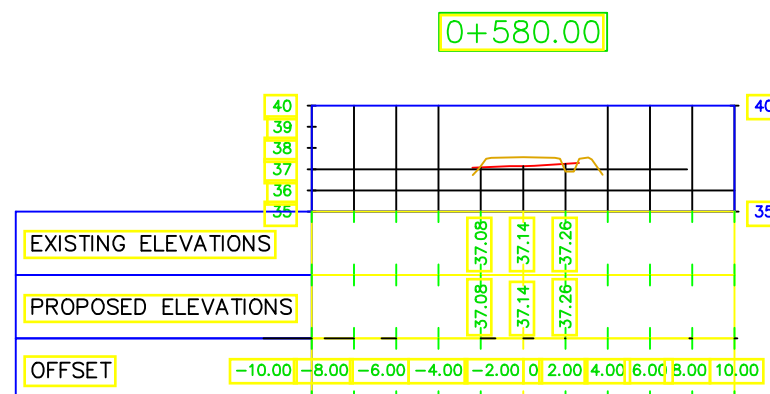 0+580.00
40 40
39
38
37
36
35 35
EXISTING ELEVATIONS 37.08 37.14 37.26
PROPOSED ELEVATIONS 37.08 37.14 37.26
OFFSET -10.00 -8.00 -6.00 -4.00 -2.00 0 2.00 4.00 6.00 8.00 10.00